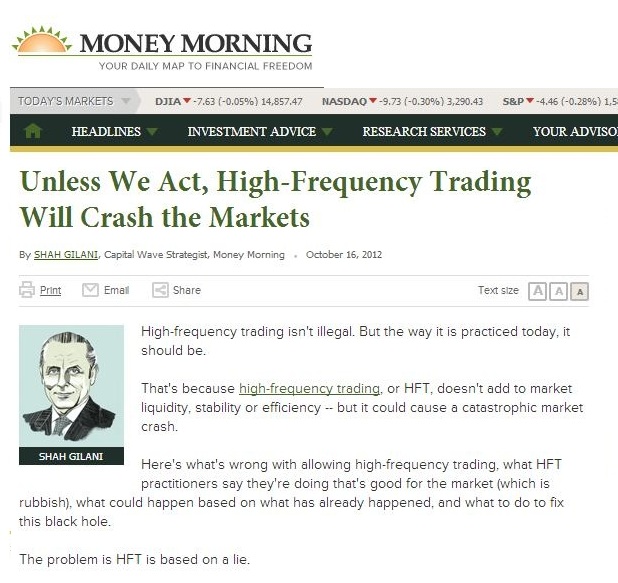 MONEY MORNING
YOUR DAILY MAP TO FINANCIAL FREEDOM
TODAY'S MARKETS DJIA -7.63 (-0.05%) 14,857.47 NASDAQ -9.73 (-0.30%) 3,290.43 S&P -4.46 (-0.28%) 1,5
HEADLINES INVESTMENT ADVICE RESEARCH SERVICES YOUR ADVISO
Unless We Act, High-Frequency Trading
Will Crash the Markets
By SHAH GILANI, Capital Wave Strategist, Money Morning • October 16, 2012
Print Email Share Text size A A A
High-frequency trading isn't illegal. But the way it is practiced today, it
should be.
That's because high-frequency trading, or HFT, doesn't add to market
liquidity, stability or efficiency -- but it could cause a catastrophic market
crash.
SHAH GILANI
Here's what's wrong with allowing high-frequency trading, what HFT
practitioners say they're doing that's good for the market (which is
rubbish), what could happen based on what has already happened, and what to do to fix
this black hole.
The problem is HFT is based on a lie.